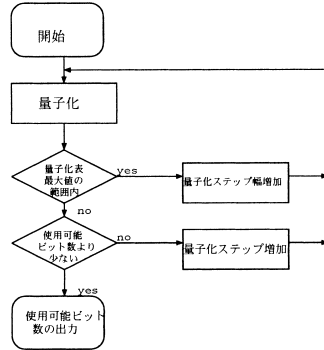 開始
量子化
量子化表
最大値の
範囲内
yes
量子化ステップ幅増加
no
使用可能
ビット数より
少ない
no
量子化ステップ増加
yes
使用可能ビット
数の出力